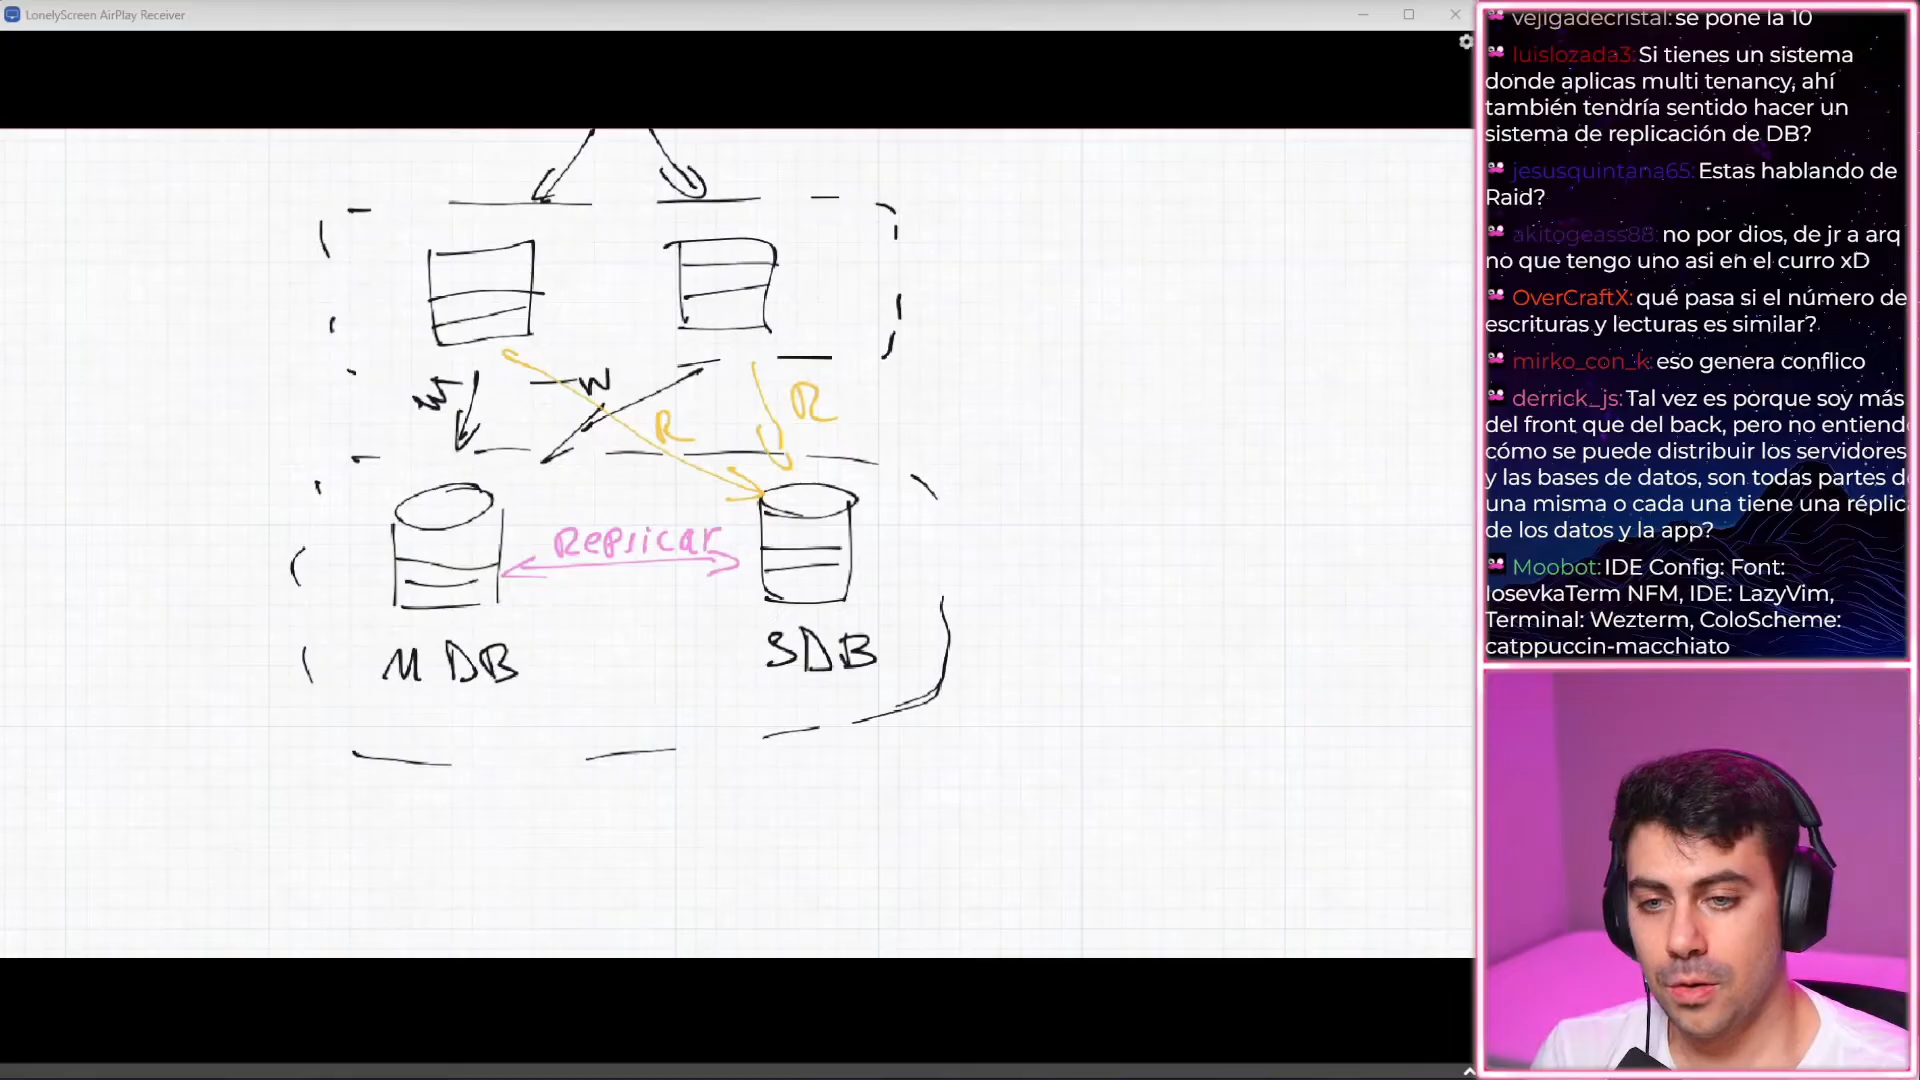 LonelyScreen AirPlay Receiver
W
W
R
R
Replicar
MDB
SDB
vejigadecristal: se pone la 10
luislozada3: Si tienes un sistema
donde aplicas multi tenancy, ahí
también tendría sentido hacer un
sistema de replicación de DB?
jesusquintana65: Estas hablando de
Raid?
akitogeass88: no por dios, de jr a arq
no que tengo uno asi en el curro xD
OverCraftX: qué pasa si el número de
escrituras y lecturas es similar?
mirko_con_k: eso genera conflico
derrick_js: Tal vez es porque soy más
del front que del back, pero no entiend
cómo se puede distribuir los servidores
y las bases de datos, son todas partes d
una misma o cada una tiene una réplic
de los datos y la app?
Moobot: IDE Config: Font:
IosevkaTerm NFM, IDE: LazyVim,
Terminal: Wezterm, ColoScheme:
catppuccin-macchiato